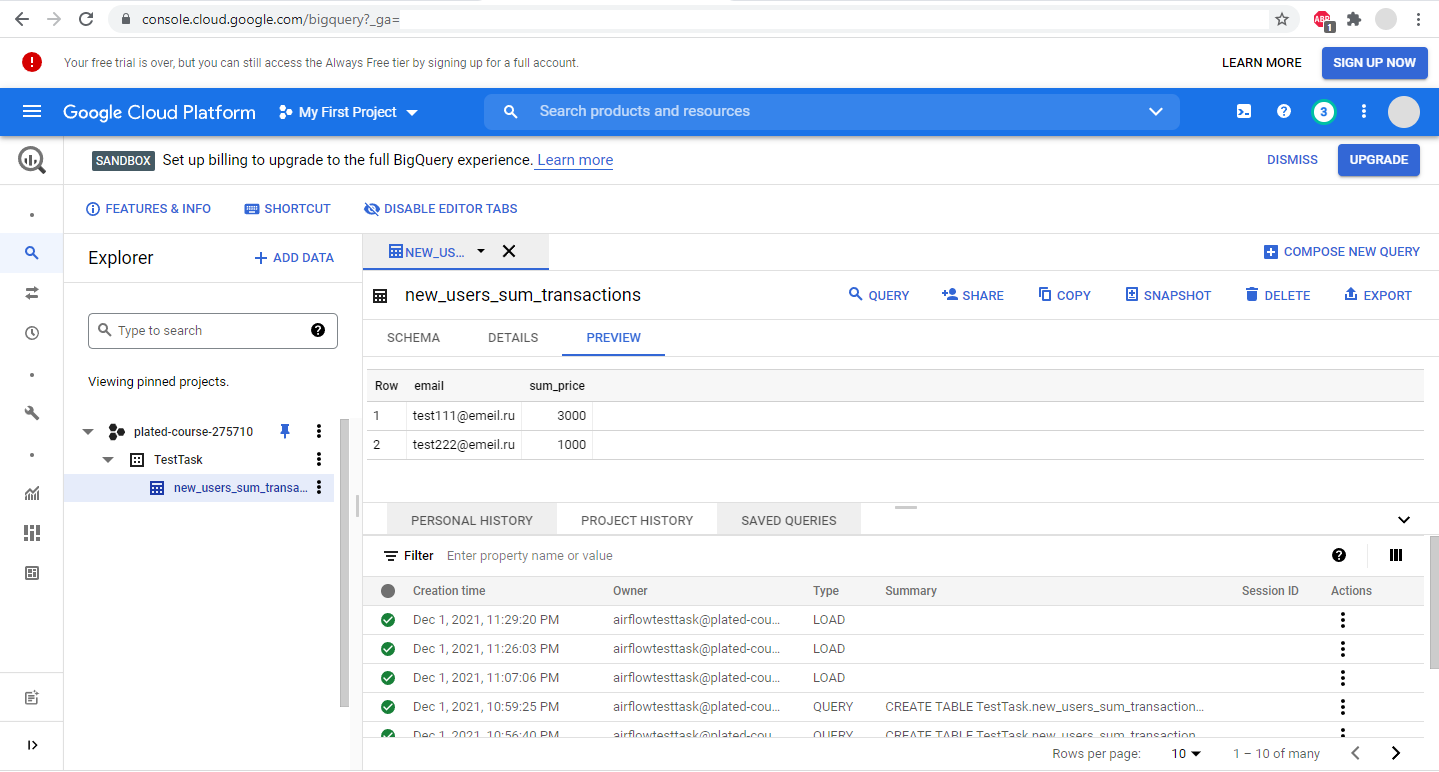 console.cloud.google.com/bigquery?_ga=
ABP
1
Your free trial is over, but you can still access the Always Free tier by signing up for a full account.
LEARN MORE
SIGN UP NOW
Google Cloud Platform
My First Project
Search products and resources
3
SANDBOX Set up billing to upgrade to the full BigQuery experience. Learn more
DISMISS
UPGRADE
FEATURES & INFO
SHORTCUT
DISABLE EDITOR TABS
Explorer
ADD DATA
NEW_US...
COMPOSE NEW QUERY
new_users_sum_transactions
QUERY
SHARE
COPY
SNAPSHOT
DELETE
EXPORT
Type to search
SCHEMA
DETAILS
PREVIEW
Viewing pinned projects.
Row email sum_price
1 test111@emeil.ru 3000
2 test222@emeil.ru 1000
plated-course-275710
TestTask
new_users_sum_transa...
PERSONAL HISTORY
PROJECT HISTORY
SAVED QUERIES
Filter Enter property name or value
Creation time Owner Type Summary Session ID Actions
Dec 1, 2021, 11:29:20 PM airflowtesttask@plated-cou... LOAD
Dec 1, 2021, 11:26:03 PM airflowtesttask@plated-cou... LOAD
Dec 1, 2021, 11:07:06 PM airflowtesttask@plated-cou... LOAD
Dec 1, 2021, 10:59:25 PM airflowtesttask@plated-cou... QUERY CREATE TABLE TestTask.new_users_sum_transaction...
Dec 1, 2021, 10:56:40 PM airflowtesttask@plated-cou... QUERY CREATE TABLE TestTask.new_users_sum_transaction...
Rows per page: 10 1 – 10 of many